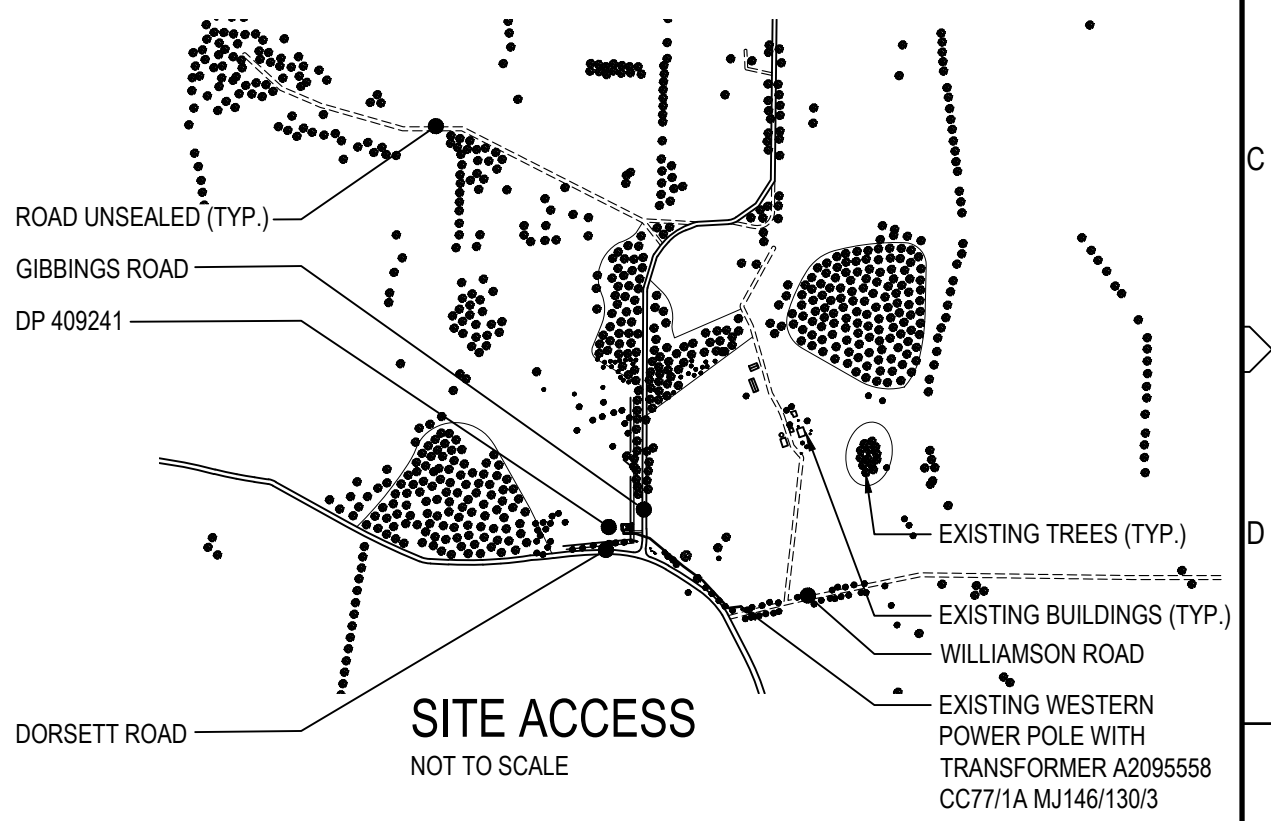 C
ROAD UNSEALED (TYP.)
GIBBINGS ROAD
DP 409241
EXISTING TREES (TYP.)
D
EXISTING BUILDINGS (TYP.)
WILLIAMSON ROAD
EXISTING WESTERN
POWER POLE WITH
TRANSFORMER A2095558
CC77/1A MJ146/130/3
DORSETT ROAD
SITE ACCESS
NOT TO SCALE